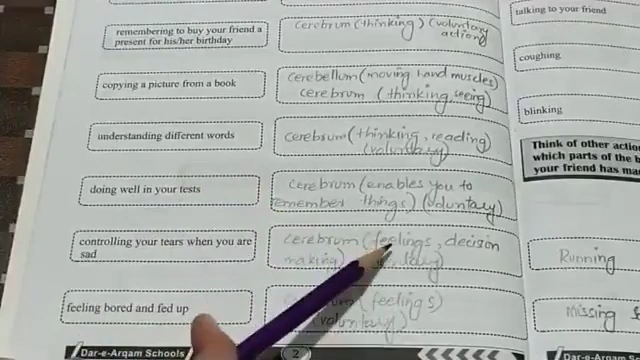 remembering to buy your friend a
present for his/her birthday
cerebrum (thinking) (voluntary
action)
copying a picture from a book
cerebellum (moving hand muscles)
cerebrum (thinking, seeing)
understanding different words
cerebrum (thinking, reading)
(voluntary)
doing well in your tests
cerebrum (enables you to
remember things) (voluntary)
controlling your tears when you are
sad
cerebrum (feelings, decision
making)
feeling bored and fed up
(feelings)
(voluntary)
Dar-e-Arqam Schools
2
talking to your friend
coughing
blinking
Think of other actio
which parts of the b
your friend has ma
Running
Missing
Dar-e-Arqam Schools